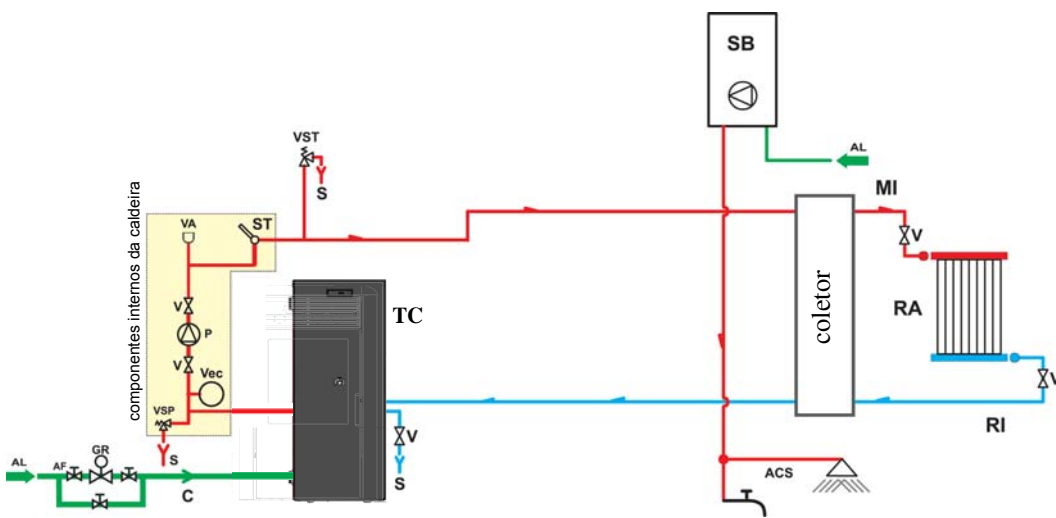 SB
VST
S
AL
componentes internos da caldeira
MI
VA
ST
V
V
TC
P
RA
coletor
V
Vec
V
VSP
V
RI
GR
S
AL
AF
S
C
ACS